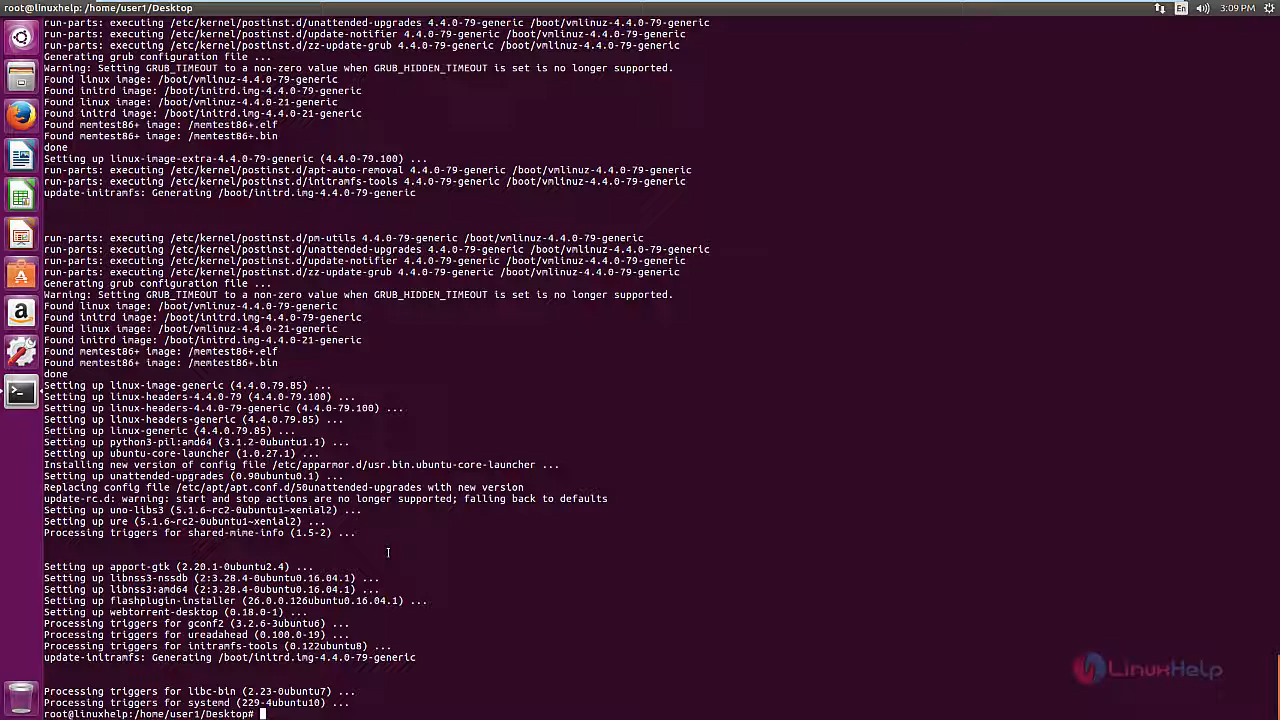 root@linuxhelp: /home/user1/Desktop
En
3:09 PM
run-parts: executing /etc/kernel/postinst.d/unattended-upgrades 4.4.0-79-generic /boot/vmlinuz-4.4.0-79-generic
run-parts: executing /etc/kernel/postinst.d/update-notifier 4.4.0-79-generic /boot/vmlinuz-4.4.0-79-generic
run-parts: executing /etc/kernel/postinst.d/zz-update-grub 4.4.0-79-generic /boot/vmlinuz-4.4.0-79-generic
Generating grub configuration file ...
Warning: Setting GRUB_TIMEOUT to a non-zero value when GRUB_HIDDEN_TIMEOUT is set is no longer supported.
Found linux image: /boot/vmlinuz-4.4.0-79-generic
Found initrd image: /boot/initrd.img-4.4.0-79-generic
Found linux image: /boot/vmlinuz-4.4.0-21-generic
Found initrd image: /boot/initrd.img-4.4.0-21-generic
Found memtest86+ image: /memtest86+.elf
Found memtest86+ image: /memtest86+.bin
done
Setting up linux-image-extra-4.4.0-79-generic (4.4.0-79.100) ...
run-parts: executing /etc/kernel/postinst.d/apt-auto-removal 4.4.0-79-generic /boot/vmlinuz-4.4.0-79-generic
run-parts: executing /etc/kernel/postinst.d/initramfs-tools 4.4.0-79-generic /boot/vmlinuz-4.4.0-79-generic
update-initramfs: Generating /boot/initrd.img-4.4.0-79-generic
run-parts: executing /etc/kernel/postinst.d/pm-utils 4.4.0-79-generic /boot/vmlinuz-4.4.0-79-generic
run-parts: executing /etc/kernel/postinst.d/unattended-upgrades 4.4.0-79-generic /boot/vmlinuz-4.4.0-79-generic
run-parts: executing /etc/kernel/postinst.d/update-notifier 4.4.0-79-generic /boot/vmlinuz-4.4.0-79-generic
run-parts: executing /etc/kernel/postinst.d/zz-update-grub 4.4.0-79-generic /boot/vmlinuz-4.4.0-79-generic
Generating grub configuration file ...
Warning: Setting GRUB_TIMEOUT to a non-zero value when GRUB_HIDDEN_TIMEOUT is set is no longer supported.
Found linux image: /boot/vmlinuz-4.4.0-79-generic
Found initrd image: /boot/initrd.img-4.4.0-79-generic
Found linux image: /boot/vmlinuz-4.4.0-21-generic
Found initrd image: /boot/initrd.img-4.4.0-21-generic
Found memtest86+ image: /memtest86+.elf
Found memtest86+ image: /memtest86+.bin
done
Setting up linux-image-generic (4.4.0.79.85) ...
Setting up linux-headers-4.4.0-79 (4.4.0-79.100) ...
Setting up linux-headers-4.4.0-79-generic (4.4.0-79.100) ...
Setting up linux-headers-generic (4.4.0.79.85) ...
Setting up linux-generic (4.4.0.79.85) ...
Setting up python3-pil:amd64 (3.1.2-0ubuntu1.1) ...
Setting up ubuntu-core-launcher (1.0.27.1) ...
Installing new version of config file /etc/apparmor.d/usr.bin.ubuntu-core-launcher ...
Setting up unattended-upgrades (0.90ubuntu0.1) ...
Replacing config file /etc/apt/apt.conf.d/50unattended-upgrades with new version
update-rc.d: warning: start and stop actions are no longer supported; falling back to defaults
Setting up uno-libs3 (5.1.6~rc2-0ubuntu1~xenial2) ...
Setting up ure (5.1.6~rc2-0ubuntu1~xenial2) ...
Processing triggers for shared-mime-info (1.5-2) ...
Setting up apport-gtk (2.20.1-0ubuntu2.4) ...
Setting up libnss3-nssdb (2:3.28.4-0ubuntu0.16.04.1) ...
Setting up libnss3:amd64 (2:3.28.4-0ubuntu0.16.04.1) ...
Setting up flashplugin-installer (26.0.0.126ubuntu0.16.04.1) ...
Setting up webtorrent-desktop (0.18.0-1) ...
Processing triggers for gconf2 (3.2.6-3ubuntu6) ...
Processing triggers for ureadahead (0.100.0-19) ...
Processing triggers for initramfs-tools (0.122ubuntu8) ...
update-initramfs: Generating /boot/initrd.img-4.4.0-79-generic
LinuxHelp
Processing triggers for libc-bin (2.23-0ubuntu7) ...
Processing triggers for systemd (229-4ubuntu10) ...
root@linuxhelp:/home/user1/Desktop#